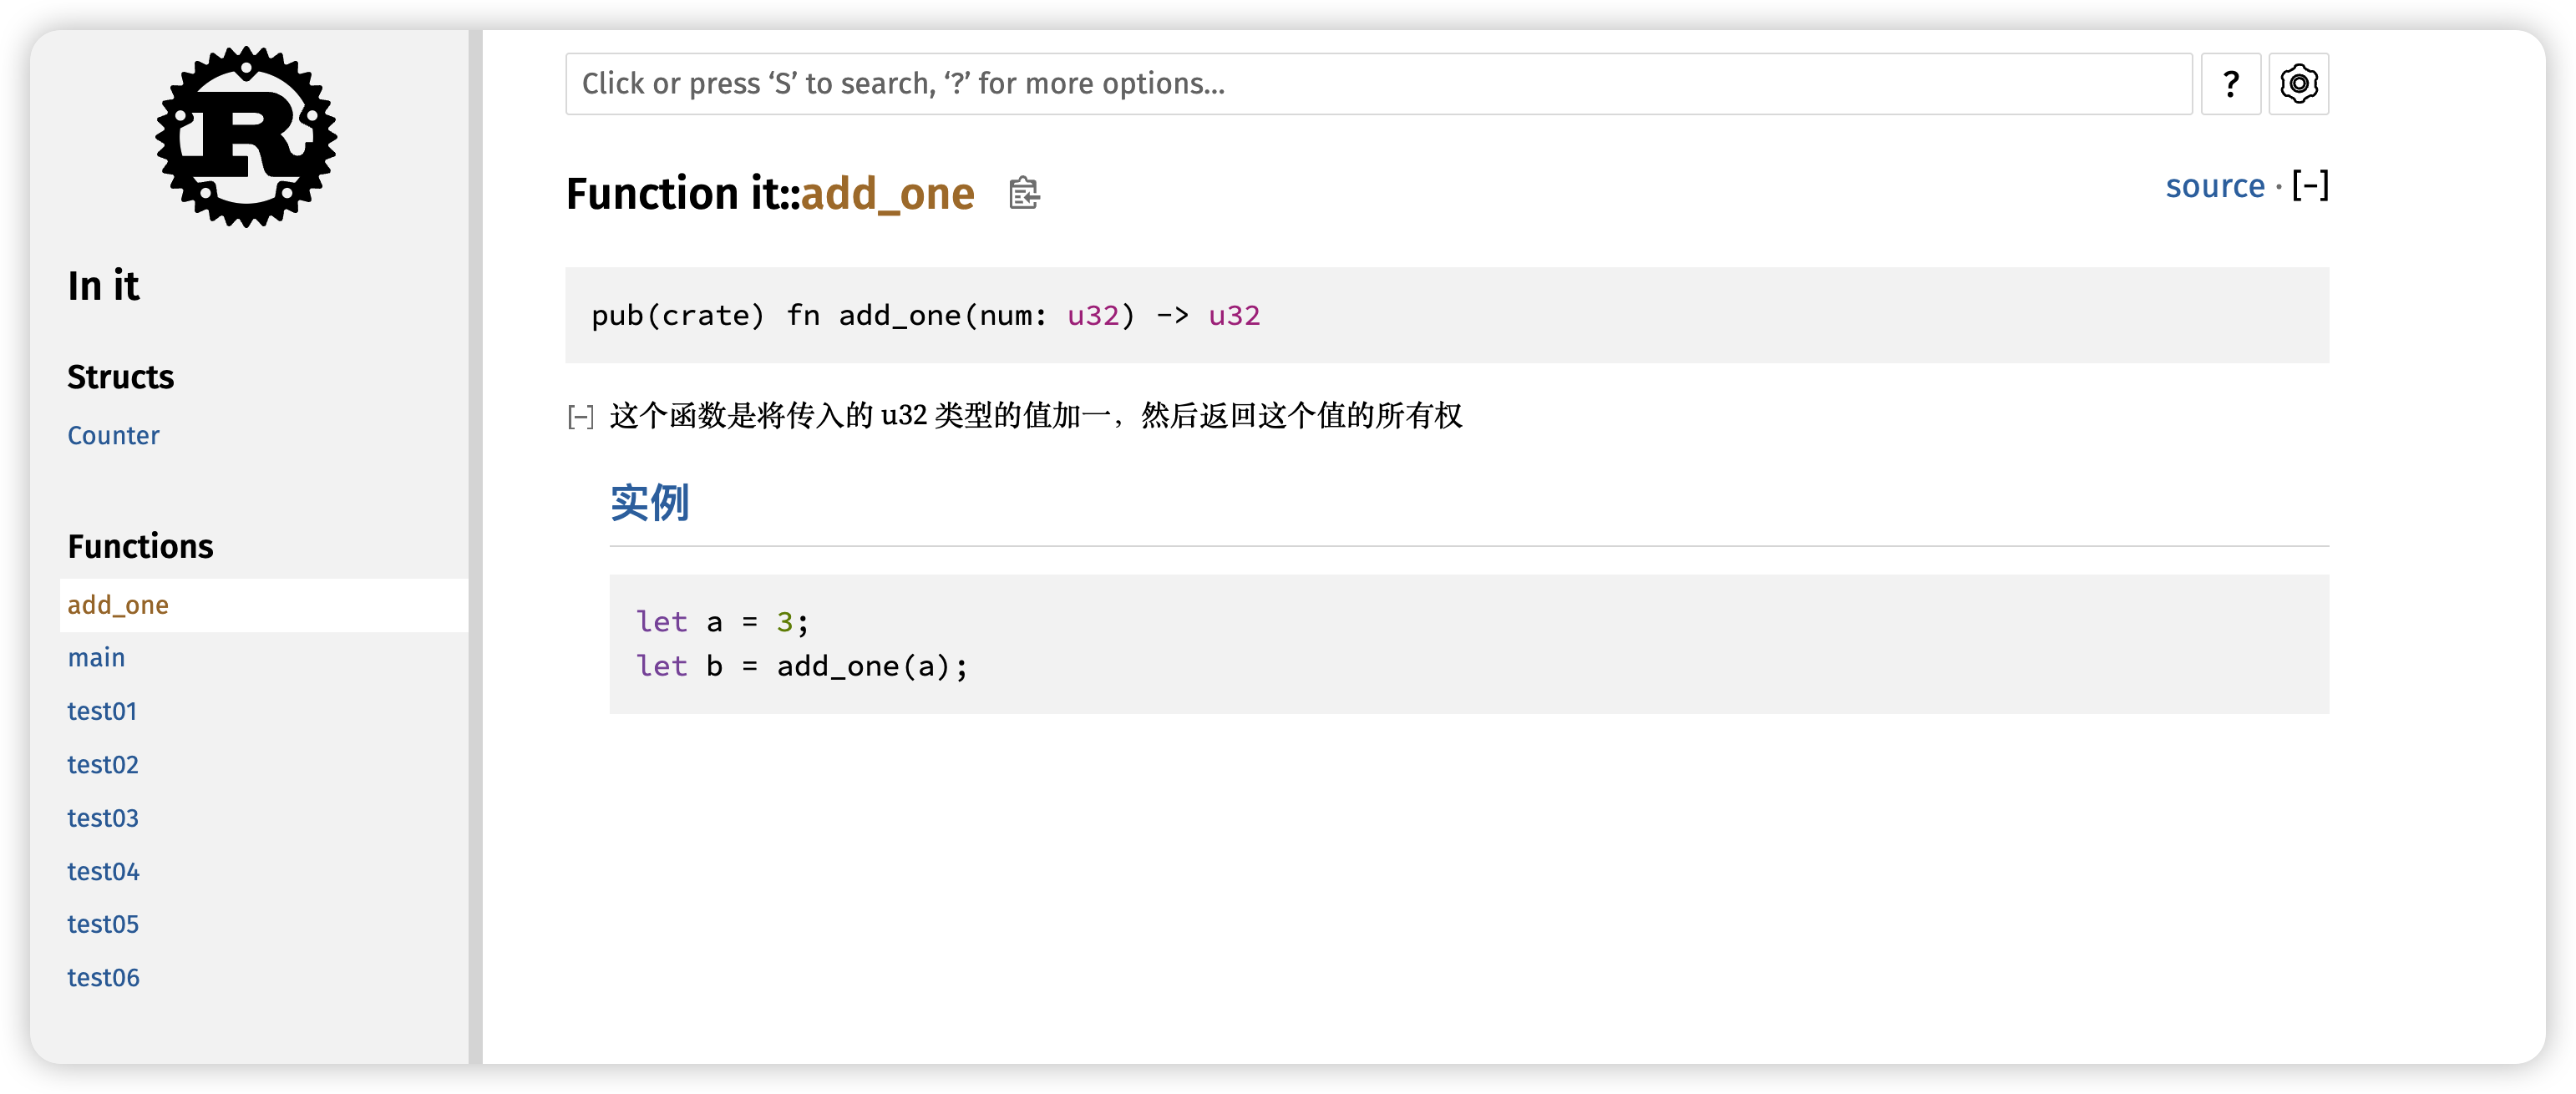 In it
Structs
Counter
Functions
add_one
main
test01
test02
test03
test04
test05
test06
Click or press ‘S’ to search, ‘?’ for more options…
?
Function it::add_one
source · [−]
pub(crate) fn add_one(num: u32) -> u32
[−] 这个函数是将传入的 u32 类型的值加一，然后返回这个值的所有权
实例
let a = 3;
let b = add_one(a);